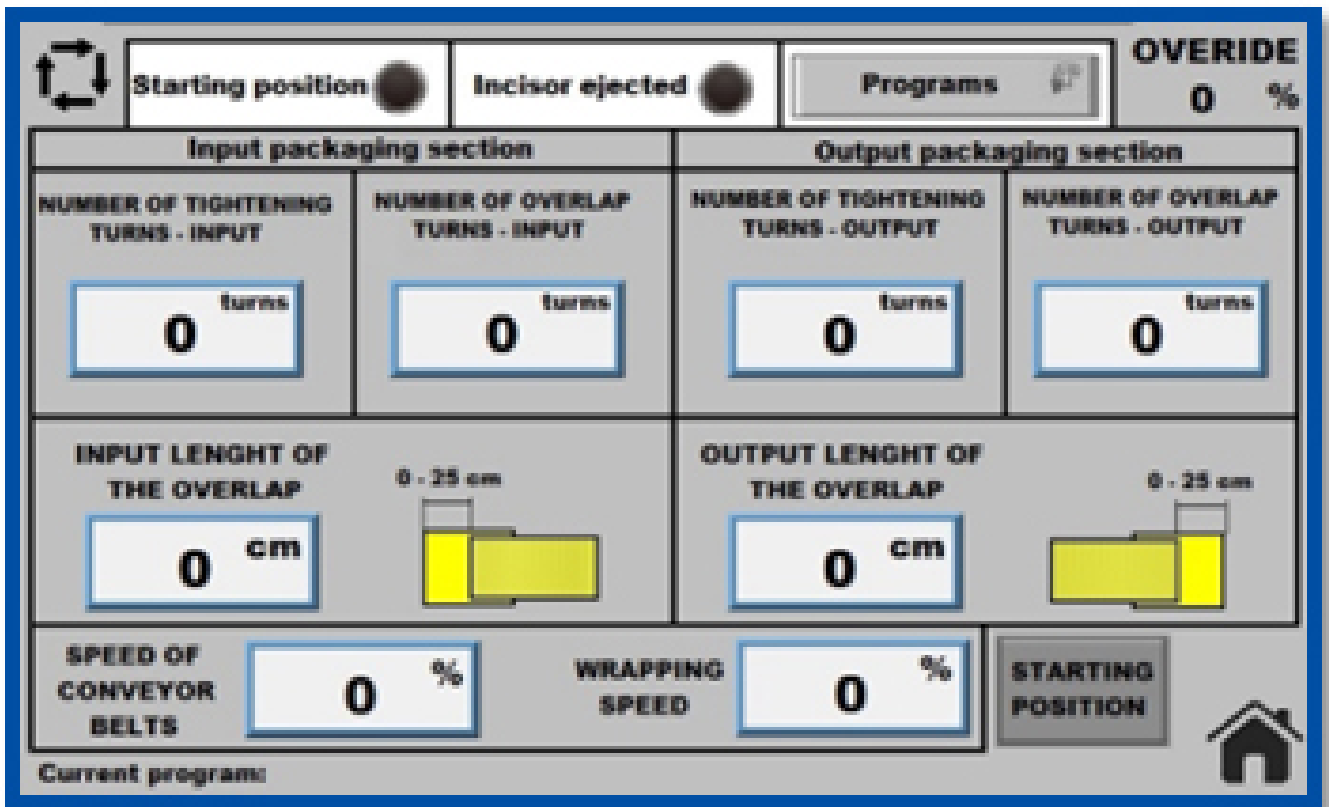 Starting position
Incisor ejected
Programs
OVERIDE
0 %
Input packaging section
Output packaging section
NUMBER OF TIGHTENING
TURNS - INPUT
NUMBER OF OVERLAP
TURNS - INPUT
NUMBER OF TIGHTENING
TURNS - OUTPUT
NUMBER OF OVERLAP
TURNS - OUTPUT
0 turns
0 turns
0 turns
0 turns
INPUT LENGHT OF
THE OVERLAP
0 cm
0 - 25 cm
OUTPUT LENGHT OF
THE OVERLAP
0 cm
0 - 25 cm
SPEED OF
CONVEYOR
BELTS
0 %
WRAPPING
SPEED
0 %
STARTING
POSITION
Current program: